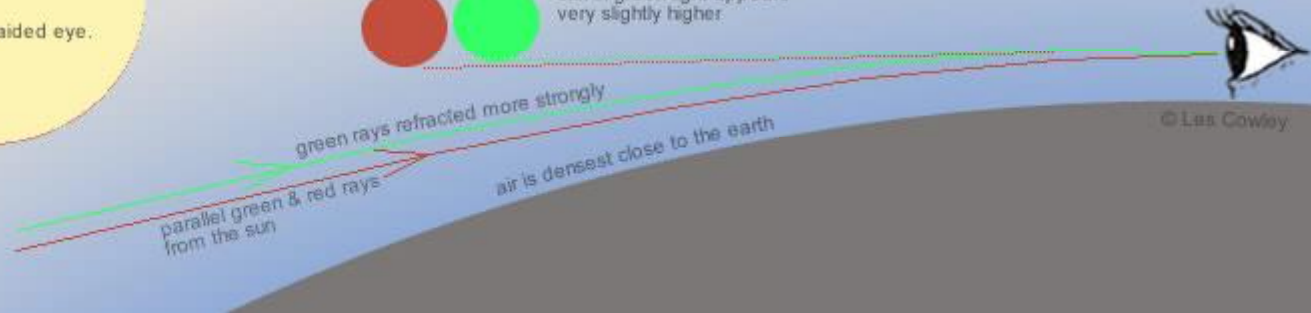 very slightly higher
aided eye.
green rays refracted more strongly
air is densest close to the earth
© Les Cowley
parallel green & red rays
from the sun